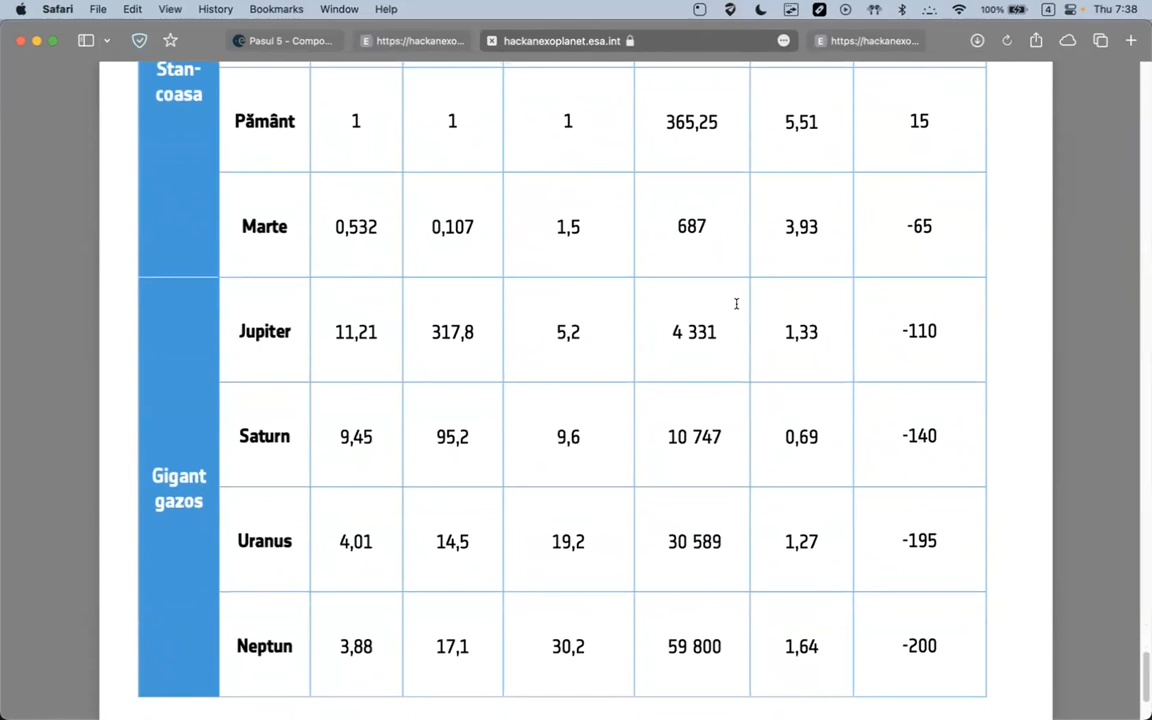 Safari File Edit View History Bookmarks Window Help 100% 4 Thu 7:38
Pasul 5 - Compo... https://hackanexo... hackanexoplanet.esa.int E https://hackanexo...
Stan-
coasa
Pământ 1 1 1 365,25 5,51 15
Marte 0,532 0,107 1,5 687 3,93 -65
Jupiter 11,21 317,8 5,2 4 331 1,33 -110
Saturn 9,45 95,2 9,6 10 747 0,69 -140
Gigant
gazos
Uranus 4,01 14,5 19,2 30 589 1,27 -195
Neptun 3,88 17,1 30,2 59 800 1,64 -200